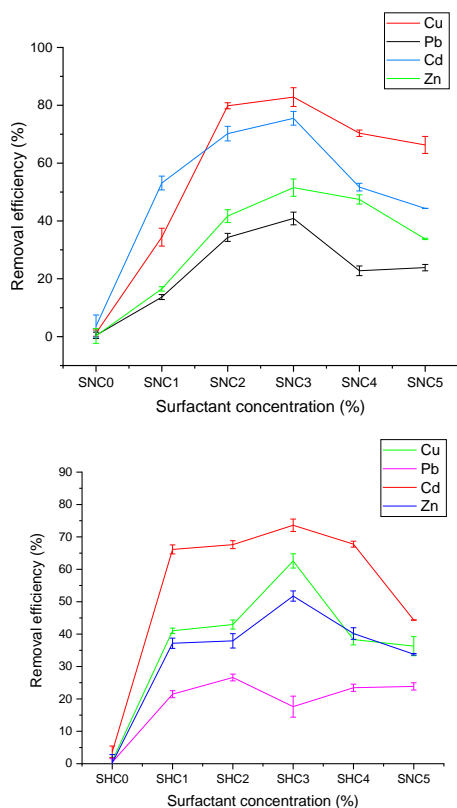 Cu
Pb
Cd
Zn
Removal efficiency (%)
100
80
60
40
20
0
SNC0 SNC1 SNC2 SNC3 SNC4 SNC5
Surfactant concentration (%)
Cu
Pb
Cd
Zn
Removal efficiency (%)
90
80
70
60
50
40
30
20
10
0
SHC0 SHC1 SHC2 SHC3 SHC4 SNC5
Surfactant concentration (%)